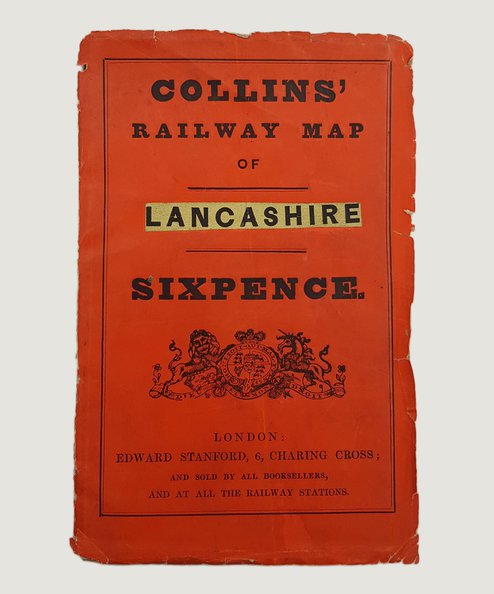 COLLINS'
RAILWAY MAP
OF
LANCASHIRE
SIXPENCE.
LONDON:
EDWARD STANFORD, 6, CHARING CROSS;
AND SOLD BY ALL BOOKSELLERS,
AND AT ALL THE RAILWAY STATIONS.